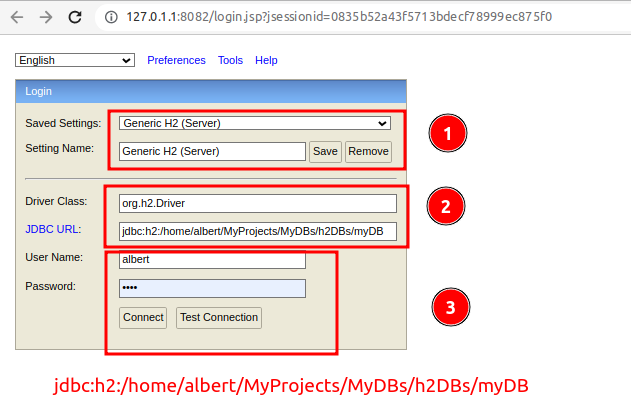 127.0.1.1:8082/login.jsp?jsessionid=0835b52a43f5713bdecf78999ec875f0
English Preferences Tools Help
Login
Saved Settings: Generic H2 (Server)
1
Setting Name: Generic H2 (Server) Save Remove
Driver Class: org.h2.Driver
2
JDBC URL: jdbc:h2:/home/albert/MyProjects/MyDBs/h2DBs/myDB
User Name: albert
Password: ••••
3
Connect Test Connection
jdbc:h2:/home/albert/MyProjects/MyDBs/h2DBs/myDB